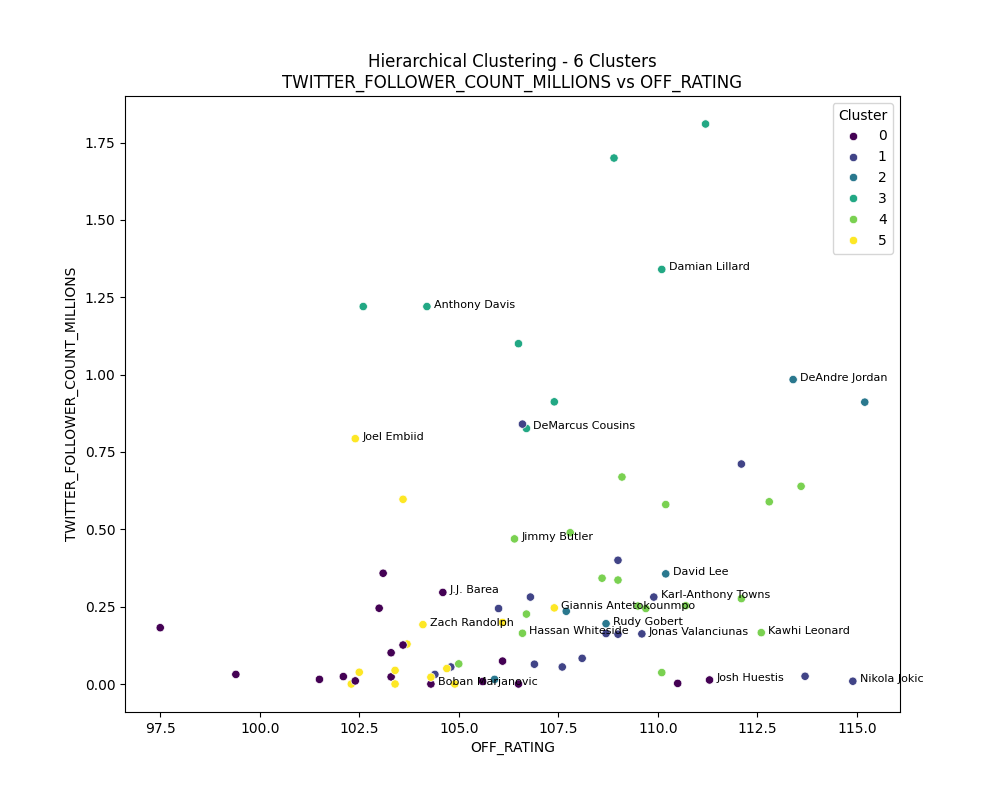 Hierarchical Clustering - 6 Clusters
TWITTER_FOLLOWER_COUNT_MILLIONS vs OFF_RATING
Cluster
0
1
2
3
4
5
1.75
1.50
1.25
1.00
0.75
0.50
0.25
0.00
TWITTER_FOLLOWER_COUNT_MILLIONS
Damian Lillard
Anthony Davis
DeAndre Jordan
DeMarcus Cousins
Joel Embiid
Jimmy Butler
David Lee
J.J. Barea
Karl-Anthony Towns
Giannis Antetokounmpo
Zach Randolph
Rudy Gobert
Hassan Whiteside
Jonas Valanciunas
Kawhi Leonard
Boban Marjanovic
Josh Huestis
Nikola Jokic
97.5
100.0
102.5
105.0
107.5
110.0
112.5
115.0
OFF_RATING